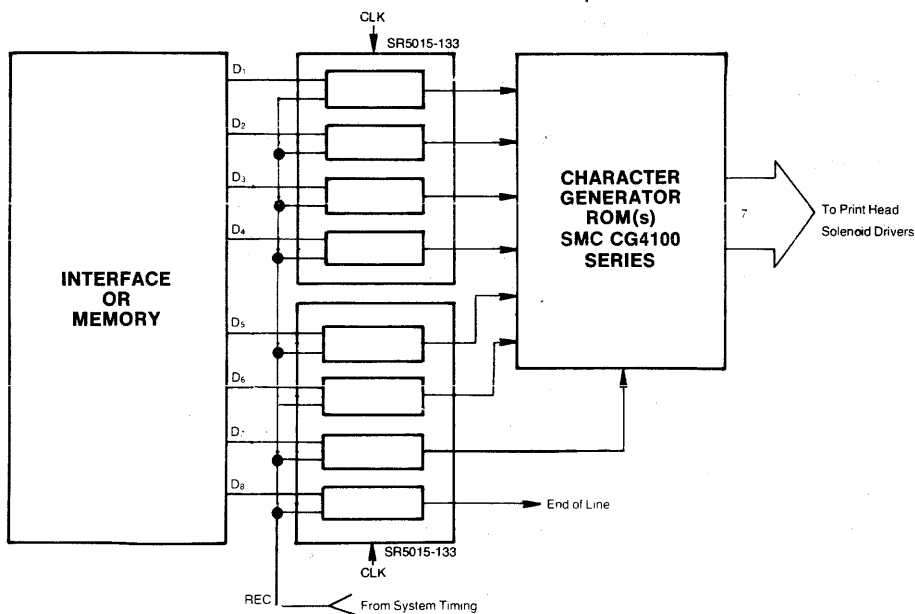 CLK
SR5015-133
D1
D2
D3
D4
INTERFACE
OR
MEMORY
D5
D6
D8
CHARACTER
GENERATOR
ROM(s)
SMC CG4100
SERIES
7
To Print Head
Solenoid Drivers
End of Line
SR5015-133
CLK
REC
From System Timing